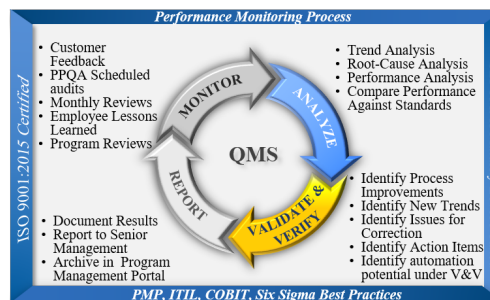 Performance Monitoring Process
• Customer
Feedback
• PPQA Scheduled
audits
• Monthly Reviews
• Employee Lessons
Learned
• Program Reviews
• Trend Analysis
• Root-Cause Analysis
• Performance Analysis
• Compare Performance
Against Standards
ISO 9001:2015 Certified
MONITOR
ANALYZE
QMS
REPORT
VALIDATE &
VERIFY
• Document Results
• Report to Senior
Management
• Archive in Program
Management Portal
• Identify Process
Improvements
• Identify New Trends
• Identify Issues for
Correction
• Identify Action Items
• Identify automation
potential under V&V
PMP, ITIL, COBIT, Six Sigma Best Practices